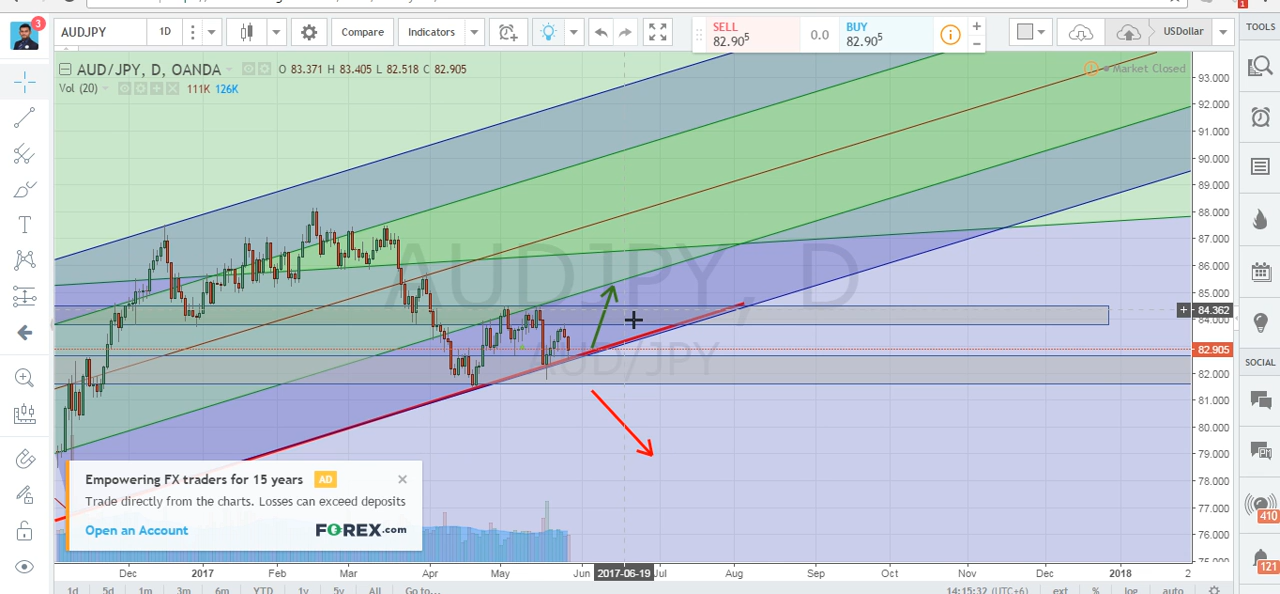 3
AUDJPY 1D Compare Indicators SELL 82.90⁵ 0.0 BUY 82.90⁵ USDollar TOOLS
AUD/JPY, D, OANDA O 83.371 H 83.405 L 82.518 C 82.905
Market Closed
Vol (20) 111K 126K
93.000
92.000
91.000
90.000
89.000
88.000
87.000
86.000
85.000
84.362
84.000
82.905
82.000
81.000
80.000
79.000
78.000
77.000
76.000
75.000
AUDJPY, D
AUD/JPY
SOCIAL
410
121
Empowering FX traders for 15 years AD
Trade directly from the charts. Losses can exceed deposits
Open an Account FOREX.com
Dec 2017 Feb Mar Apr May Jun 2017-06-19 Jul Aug Sep Oct Nov Dec 2018 2
1d 5d 1m 3m 6m YTD 1y 5y All Go to... 14:15:32 (UTC+6) ext % log auto